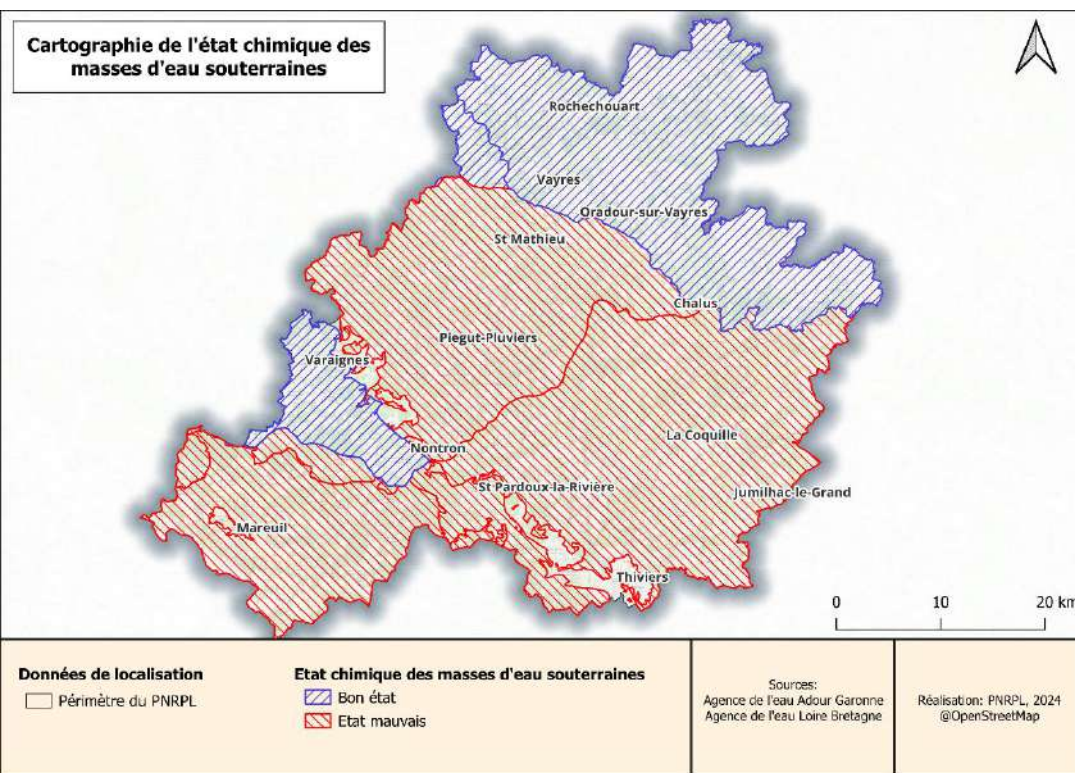 Cartographie de l'état chimique des
masses d'eau souterraines
Rochechouart
Vayres
Oradour-sur-Vayres
St Mathieu
Chalus
Piegut-Pluviers
Varaignes
La Coquille
Nontron
St Pardoux-la-Rivière
Jumilhac-le-Grand
Mareuil
Thiviers
0 10 20 km
Données de localisation
Périmètre du PNRPL
Etat chimique des masses d'eau souterraines
Bon état
Etat mauvais
Sources:
Agence de l'eau Adour Garonne
Agence de l'eau Loire Bretagne
Réalisation: PNRPL, 2024
@OpenStreetMap